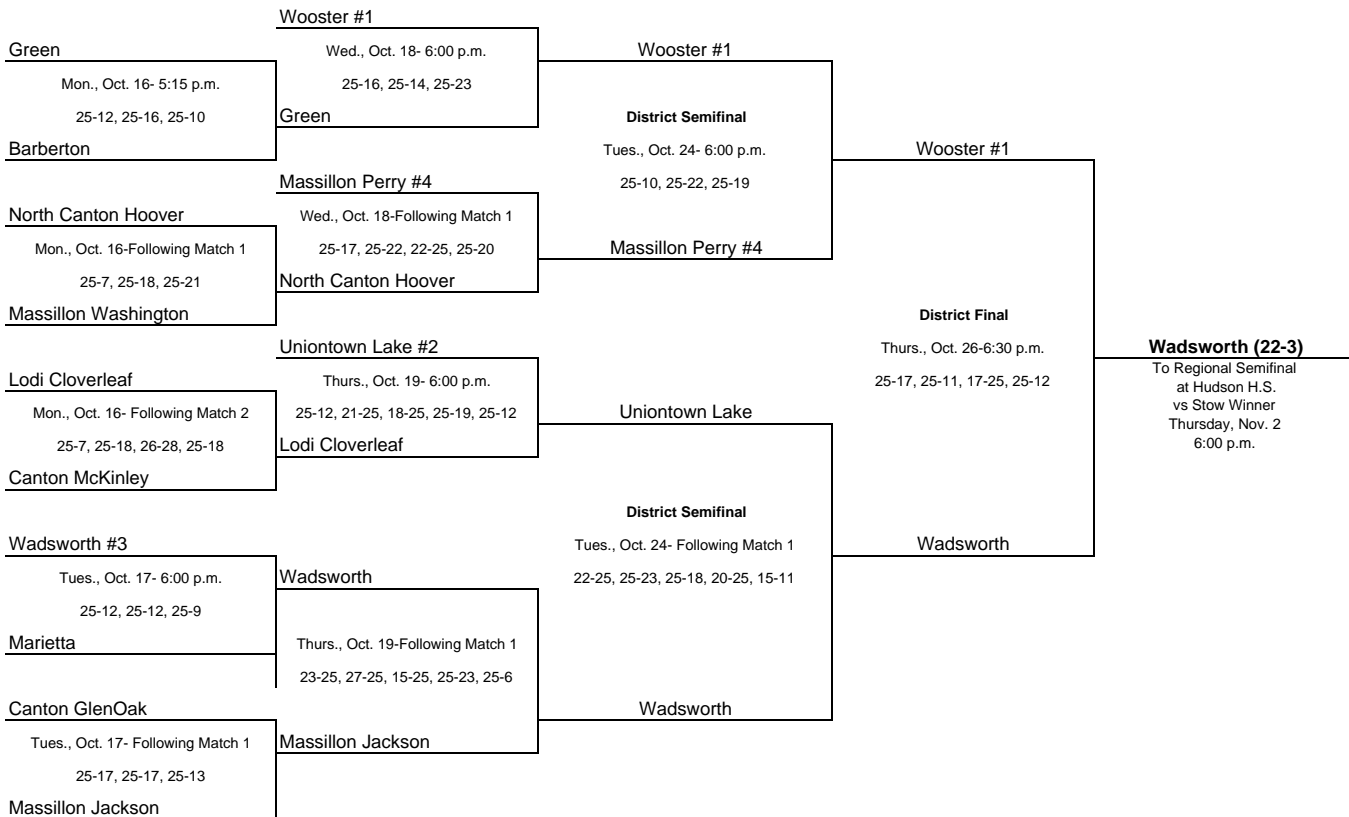 Wooster #1
Green
Wed., Oct. 18- 6:00 p.m.
Wooster #1
Mon., Oct. 16- 5:15 p.m.
25-16, 25-14, 25-23
25-12, 25-16, 25-10
Green
District Semifinal
Barberton
Tues., Oct. 24- 6:00 p.m.
Wooster #1
Massillon Perry #4
25-10, 25-22, 25-19
North Canton Hoover
Wed., Oct. 18-Following Match 1
Mon., Oct. 16-Following Match 1
25-17, 25-22, 22-25, 25-20
Massillon Perry #4
25-7, 25-18, 25-21
North Canton Hoover
Massillon Washington
District Final
Uniontown Lake #2
Thurs., Oct. 26-6:30 p.m.
Wadsworth (22-3)
Lodi Cloverleaf
Thurs., Oct. 19- 6:00 p.m.
25-17, 25-11, 17-25, 25-12
To Regional Semifinal
at Hudson H.S.
vs Stow Winner
Thursday, Nov. 2
6:00 p.m.
Mon., Oct. 16- Following Match 2
25-12, 21-25, 18-25, 25-19, 25-12
Uniontown Lake
25-7, 25-18, 26-28, 25-18
Lodi Cloverleaf
Canton McKinley
District Semifinal
Wadsworth #3
Tues., Oct. 24- Following Match 1
Wadsworth
Tues., Oct. 17- 6:00 p.m.
Wadsworth
22-25, 25-23, 25-18, 20-25, 15-11
25-12, 25-12, 25-9
Marietta
Thurs., Oct. 19-Following Match 1
23-25, 27-25, 15-25, 25-23, 25-6
Canton GlenOak
Wadsworth
Tues., Oct. 17- Following Match 1
Massillon Jackson
25-17, 25-17, 25-13
Massillon Jackson